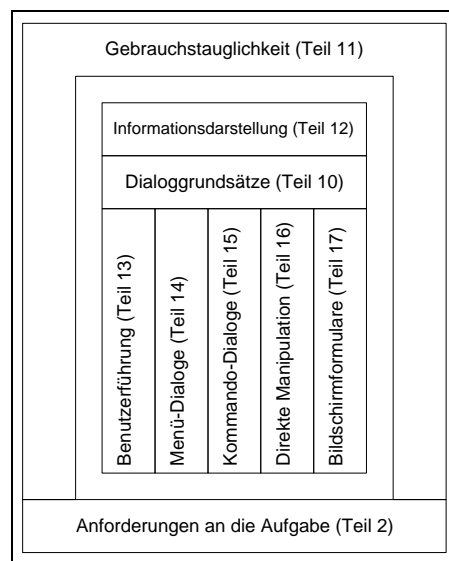 Gebrauchstauglichkeit (Teil 11)
Informationsdarstellung (Teil 12)
Dialoggrundsätze (Teil 10)
Benutzerführung (Teil 13)
Menü-Dialoge (Teil 14)
Kommando-Dialoge (Teil 15)
Direkte Manipulation (Teil 16)
Bildschirmformulare (Teil 17)
Anforderungen an die Aufgabe (Teil 2)